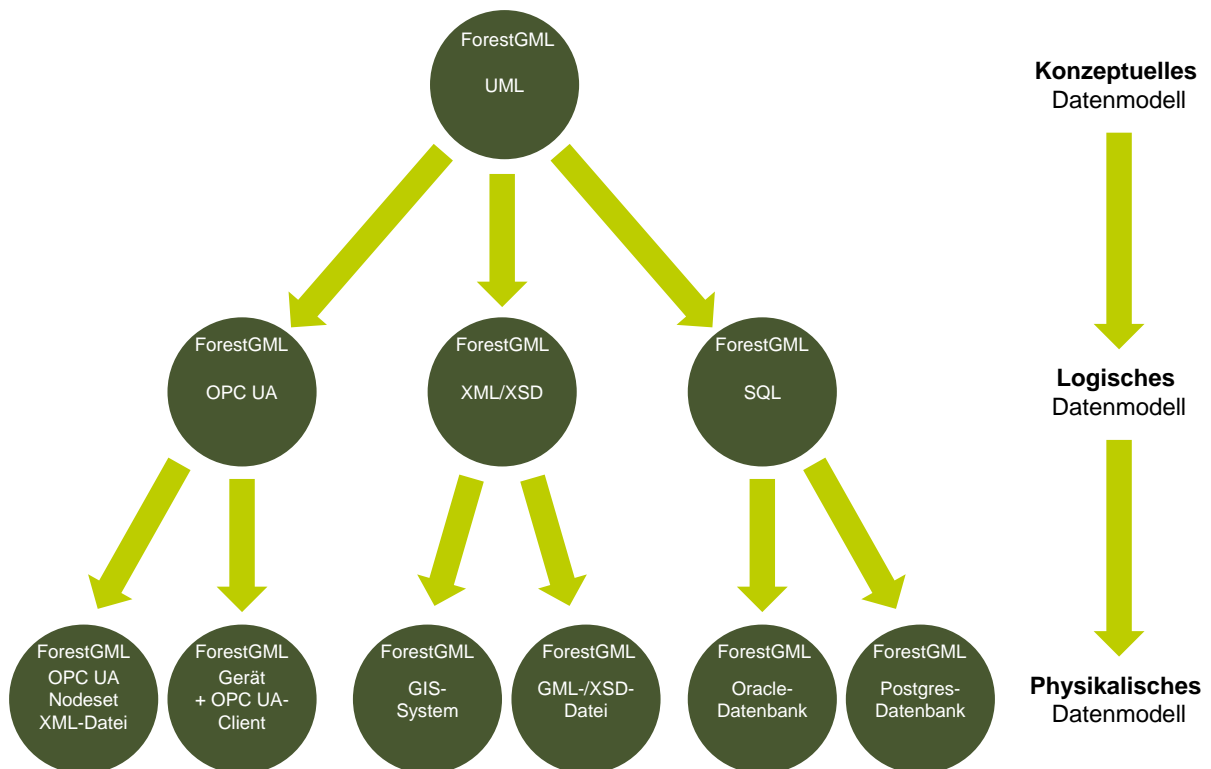 ForestGML
UML
Konzeptuelles
Datenmodell
ForestGML
OPC UA
ForestGML
XML/XSD
ForestGML
SQL
Logisches
Datenmodell
ForestGML
OPC UA
Nodeset
XML-Datei
ForestGML
Gerät
+ OPC UA-
Client
ForestGML
GIS-
System
ForestGML
GML-/XSD-
Datei
ForestGML
Oracle-
Datenbank
ForestGML
Postgres-
Datenbank
Physikalisches
Datenmodell